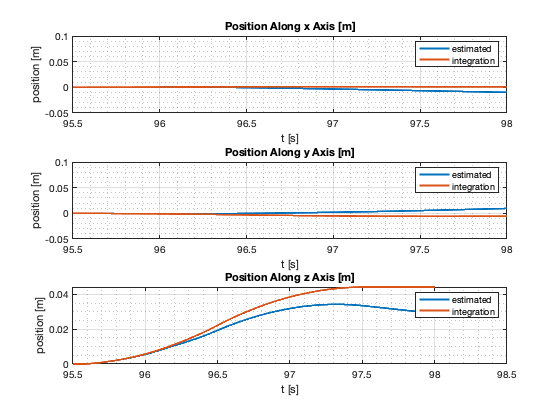 Position Along x Axis [m]
0.1
0.05
0
-0.05
position [m]
estimated
integration
95.5 96 96.5 97 97.5 98
t [s]
Position Along y Axis [m]
0.1
0.05
0
-0.05
position [m]
estimated
integration
95.5 96 96.5 97 97.5 98
t [s]
Position Along z Axis [m]
0.04
0.02
0
position [m]
estimated
integration
95.5 96 96.5 97 97.5 98 98.5
t [s]